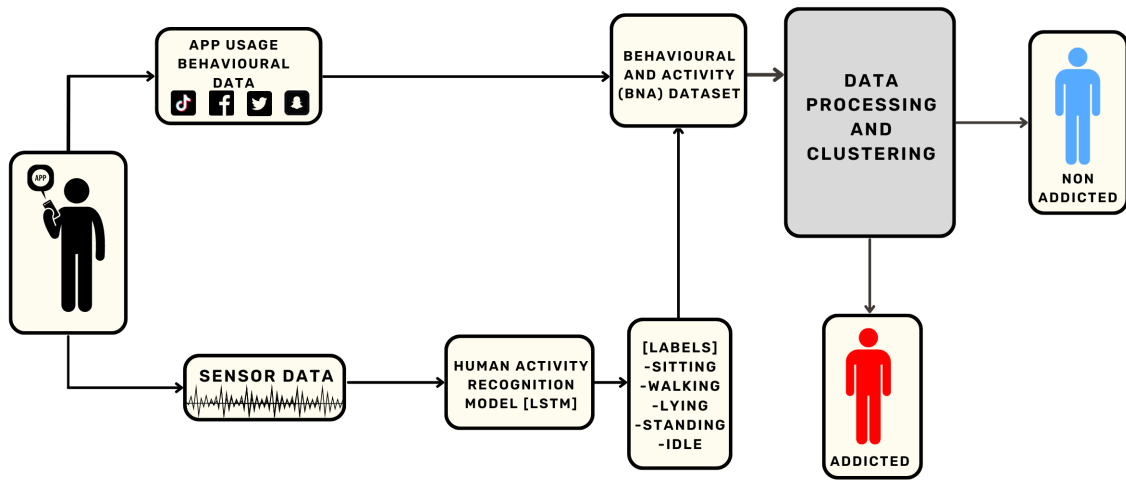 APP USAGE
BEHAVIOURAL
DATA
APP
SENSOR DATA
HUMAN ACTIVITY
RECOGNITION
MODEL [LSTM]
[LABELS]
-SITTING
-WALKING
-LYING
-STANDING
-IDLE
BEHAVIOURAL
AND ACTIVITY
(BNA) DATASET
DATA
PROCESSING
AND
CLUSTERING
NON
ADDICTED
ADDICTED